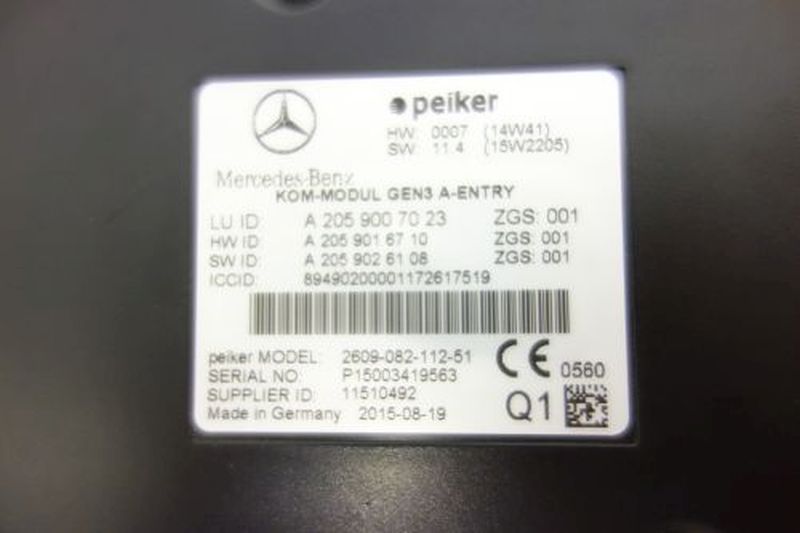 peiker
HW: 0007 (14W41)
SW: 11.4 (15W2205)
Mercedes-Benz
KOM-MODUL GEN3 A-ENTRY
LU ID: A 205 900 70 23 ZGS: 001
HW ID: A 205 901 67 10 ZGS: 001
SW ID: A 205 902 61 08 ZGS: 001
ICCID: 89490200001172617519
peiker MODEL: 2609-082-112-51
SERIAL NO: P15003419563
SUPPLIER ID: 11510492
Made in Germany 2015-08-19
CE 0560
Q1